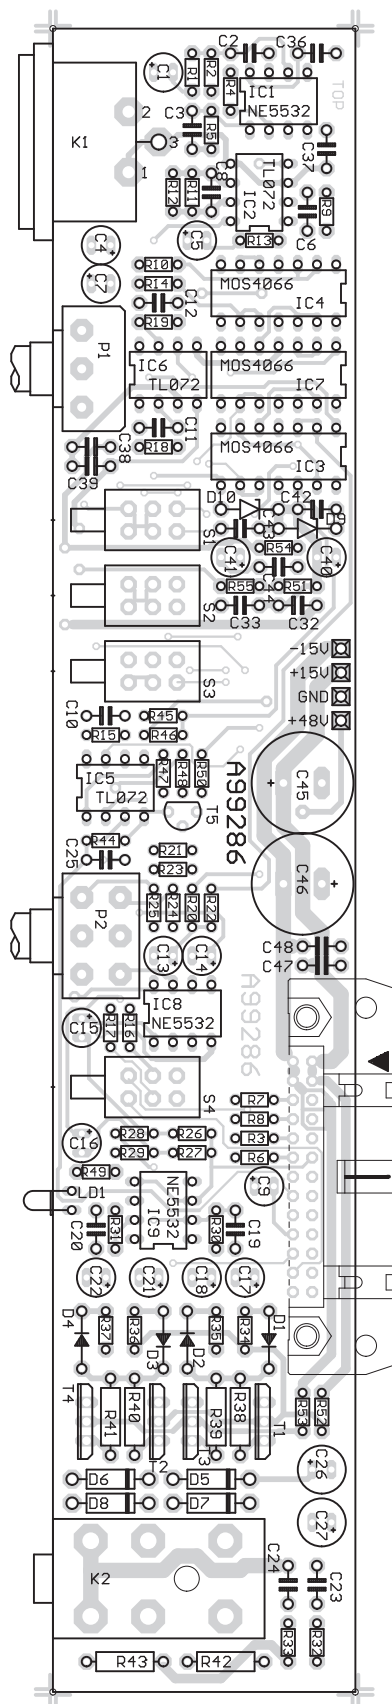 C2 C36
C1 R1 R2
R4 IC1
NE5532
TOP
C3 R5
2
K1 3
1
C37
C8 TL072
R12 R11 IC2
R9
C6
C5 R13
C4
R10
C7 R14 MOS4066
C12 IC4
R19
P1
IC6 MOS4066
TL072 IC7
C11
R18 MOS4066
C38 IC3
C39
D10 C42
S1 C43 D9
R54
C41 C40
C44
R55 R51
S2 C33 C32
-15V
+15V
S3 GND
C10 R45 +48V
R15 R46
IC5 R47 R48 R50 A99286 C45
TL072
T5
R44 R21
C25 R23 C46
P2 R25 R24 R20 R22
C48
C13 C14 C47
IC8 A99286
C15 R17 R16 NE5532
S4 R7
R8
R28 R26 R3
C16 R29 R27 R6
R49
LD1 NE5532 C9
IC9
C20 R31 R30 C19
C22 C21 C18 C17
D4 R37 R36 R35 R34 D1
D3 D2
T4 R41 R40 R39 R38 R53 R52
T2 T3 T1
D6 D5 C26
D8 D7
C27
K2 C24 C23
R33 R32
R43 R42